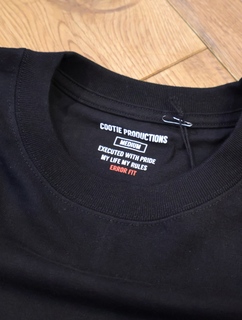 COOTIE PRODUCTIONS
MEDIUM
EXECUTED WITH PRIDE
MY LIFE MY RULES
ERROR FIT